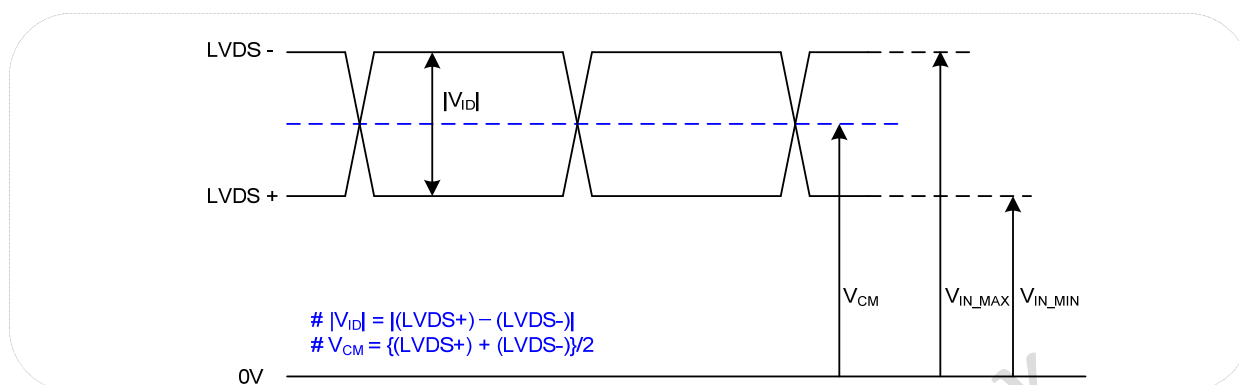 LVDS -
|VID|
LVDS +
VCM
VIN_MAX
VIN_MIN
# |VID| = |(LVDS+) – (LVDS-)|
# VCM = {(LVDS+) + (LVDS-)}/2
0V